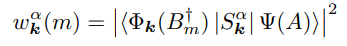 $w_{\boldsymbol{k}}^{\alpha}(m) = \left| \langle \Phi_{\boldsymbol{k}}(B_m^{\dagger}) \, | S_{\boldsymbol{k}}^{\alpha} | \, \Psi(A) \rangle \right|^2$